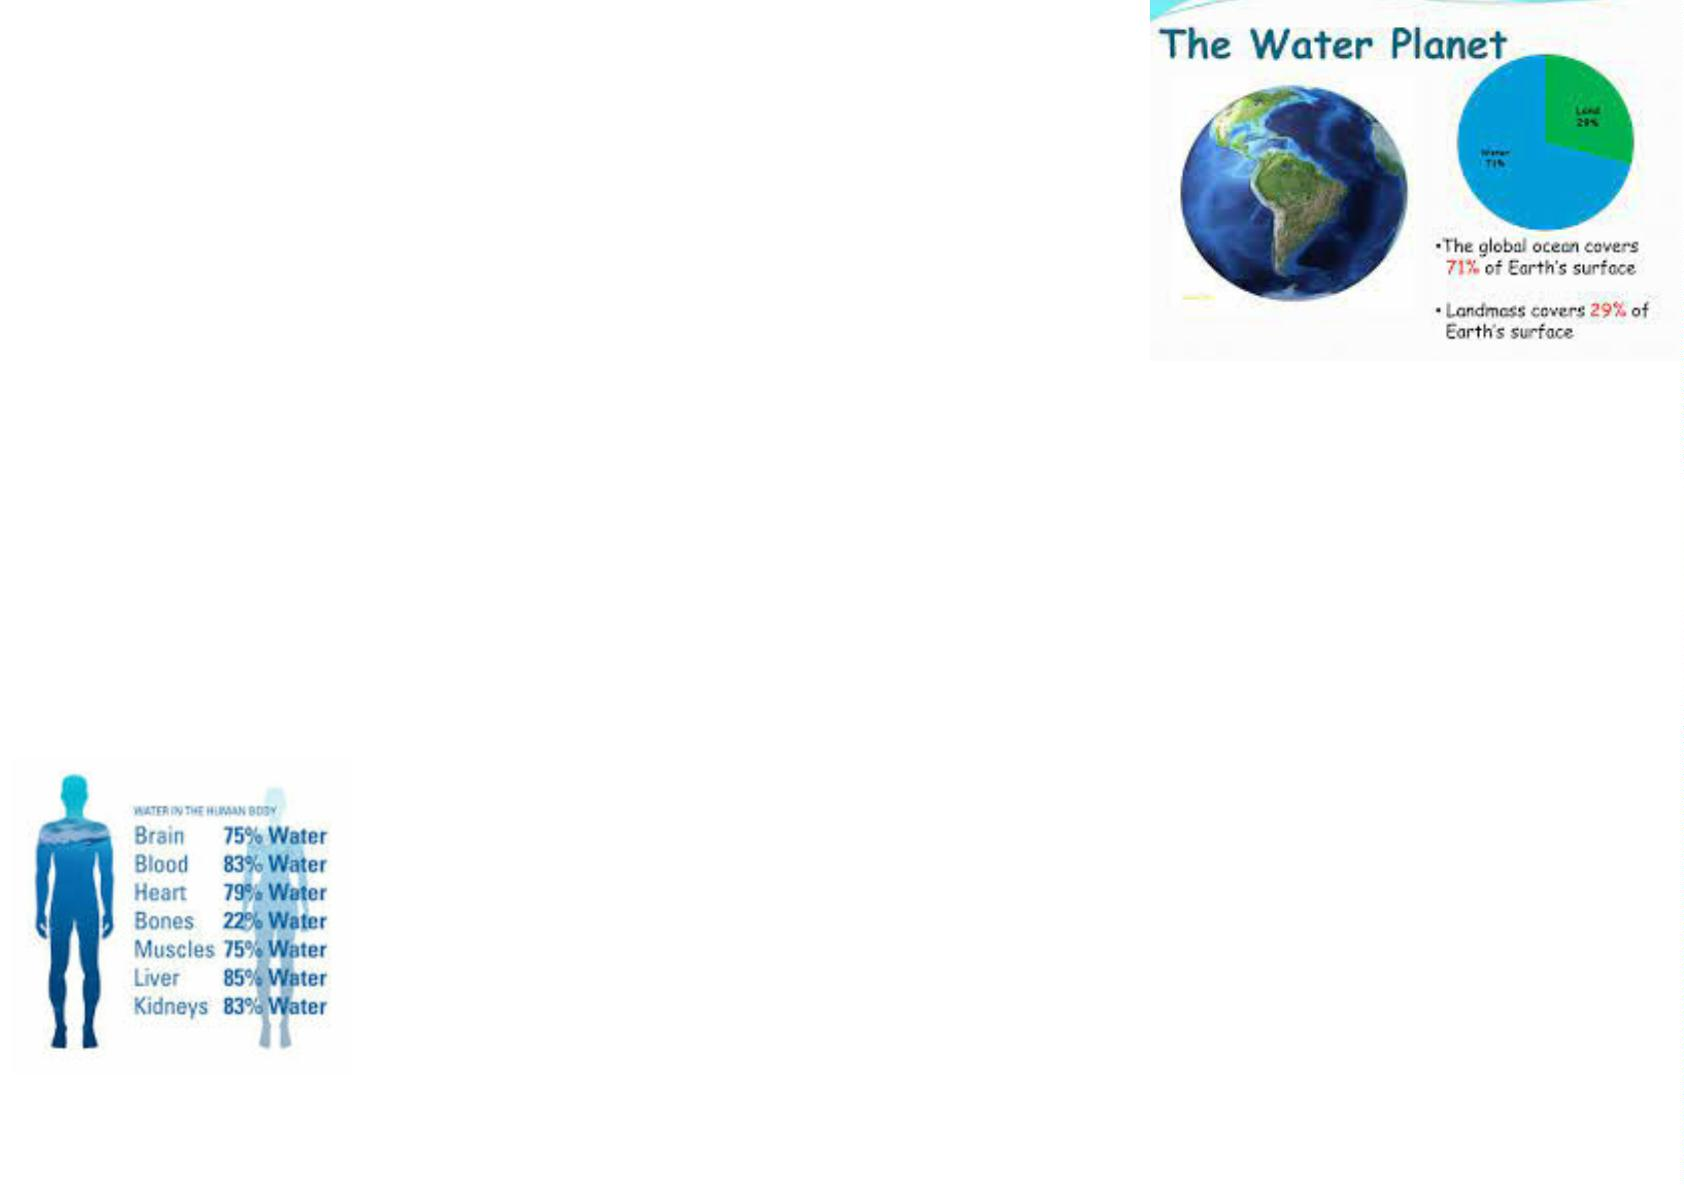 The Water Planet
Land
29%
Water
71%
•The global ocean covers
71% of Earth's surface
• Landmass covers 29% of
Earth's surface
WATER IN THE HUMAN BODY
Brain 75% Water
Blood 83% Water
Heart 79% Water
Bones 22% Water
Muscles 75% Water
Liver 85% Water
Kidneys 83% Water